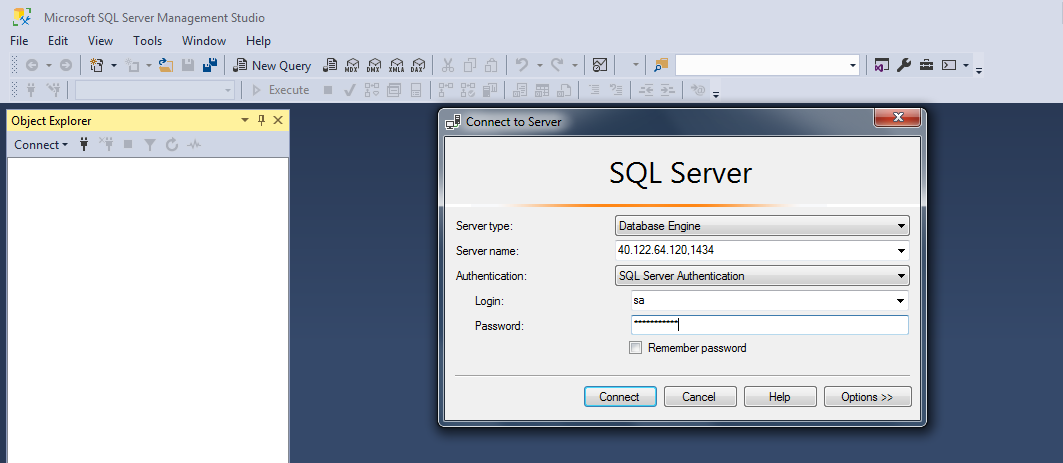 Microsoft SQL Server Management Studio
File Edit View Tools Window Help
New Query MDX DMX XMLA DAX
Execute
Object Explorer
Connect
Connect to Server
SQL Server
Server type: Database Engine
Server name: 40.122.64.120,1434
Authentication: SQL Server Authentication
Login: sa
Password: ***********
Remember password
Connect Cancel Help Options >>